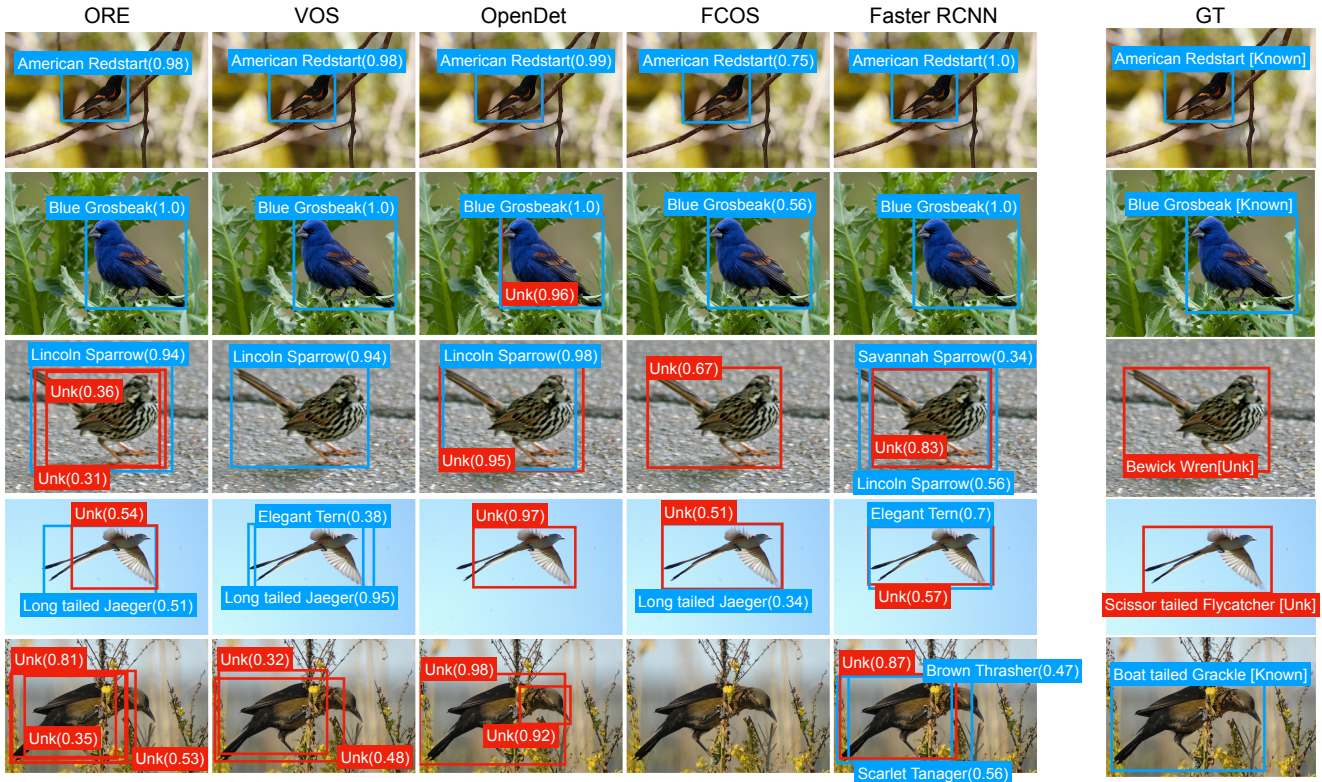 ORE VOS OpenDet FCOS Faster RCNN GT
American Redstart(0.98) American Redstart(0.98) American Redstart(0.99) American Redstart(0.75) American Redstart(1.0) American Redstart [Known]
Blue Grosbeak(1.0) Blue Grosbeak(1.0) Blue Grosbeak(1.0) Blue Grosbeak(0.56) Blue Grosbeak(1.0) Blue Grosbeak [Known]
Unk(0.96)
Lincoln Sparrow(0.94) Lincoln Sparrow(0.94) Lincoln Sparrow(0.98) Unk(0.67) Savannah Sparrow(0.34)
Unk(0.36)
Unk(0.83)
Unk(0.31) Unk(0.95) Lincoln Sparrow(0.56) Bewick Wren[Unk]
Unk(0.54) Elegant Tern(0.38) Unk(0.97) Unk(0.51) Elegant Tern(0.7)
Long tailed Jaeger(0.51) Long tailed Jaeger(0.95) Long tailed Jaeger(0.34) Unk(0.57) Scissor tailed Flycatcher [Unk]
Unk(0.81) Unk(0.32) Unk(0.98) Unk(0.87) Brown Thrasher(0.47) Boat tailed Grackle [Known]
Unk(0.35) Unk(0.92)
Unk(0.53) Unk(0.48) Scarlet Tanager(0.56)